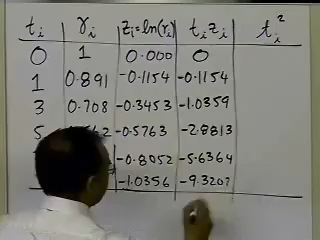 tᵢ γᵢ zᵢ=ln(γᵢ) tᵢzᵢ tᵢ²
0 1 0.000 0
1 0.891 -0.1154 -0.1154
3 0.708 -0.3453 -1.0359
5 -0.5763 -2.8813
-0.8052 -5.6364
-1.0356 -9.3207